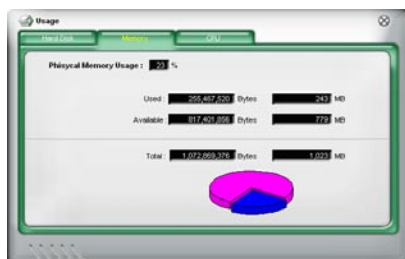 Usage
Hard Disk Memory CPU
Phisycal Memory Usage : 23 %
Used : 255,467,520 Bytes 243 MB
Available : 817,401,856 Bytes 779 MB
Total : 1,072,869,376 Bytes 1,023 MB